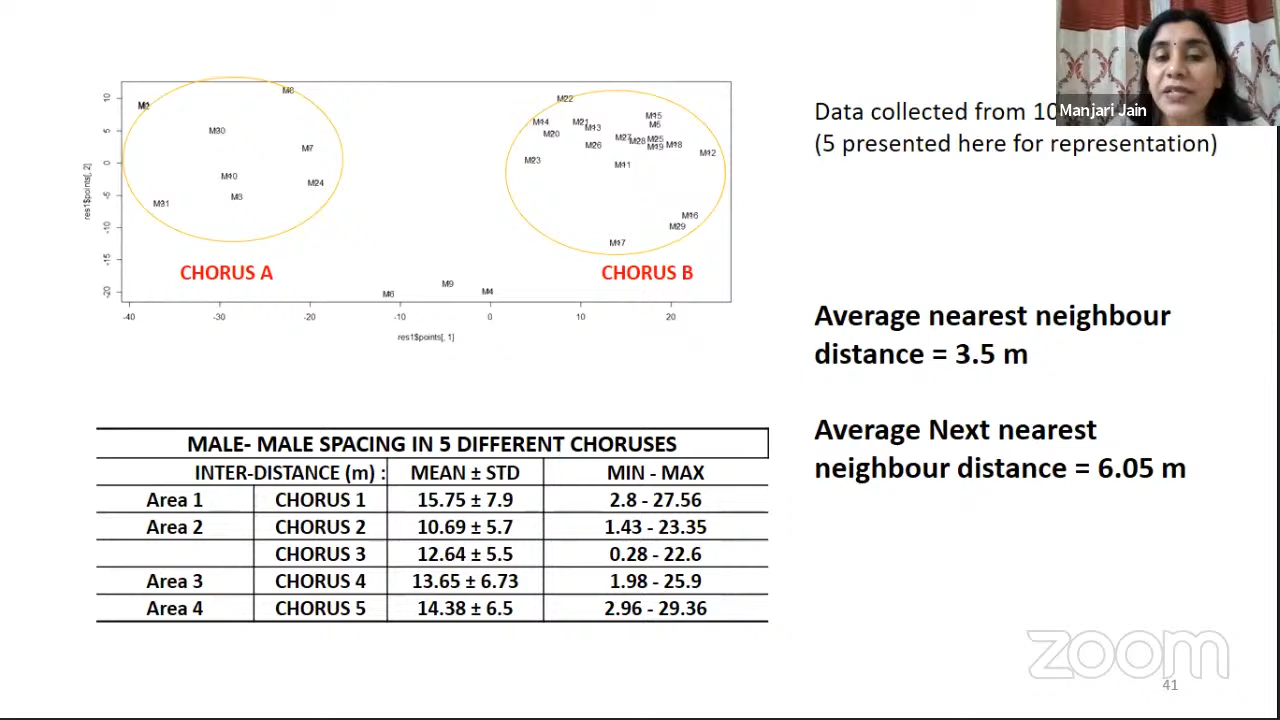 Manjari Jain
Data collected from 10
(5 presented here for representation)
M22
M8
M30
M7
M10
M24
M3
M31
M14
M21
M13
M20
M15
M5
M27
M28
M25
M19
M18
M26
M12
M23
M11
M16
M29
M17
M9
M6
M4
CHORUS A
CHORUS B
10
5
0
-5
-10
-15
-20
res1$points[, 2]
-40 -30 -20 -10 0 10 20
res1$points[, 1]
Average nearest neighbour
distance = 3.5 m
Average Next nearest
neighbour distance = 6.05 m
MALE- MALE SPACING IN 5 DIFFERENT CHORUSES
INTER-DISTANCE (m) : MEAN ± STD MIN - MAX
Area 1 CHORUS 1 15.75 ± 7.9 2.8 - 27.56
Area 2 CHORUS 2 10.69 ± 5.7 1.43 - 23.35
CHORUS 3 12.64 ± 5.5 0.28 - 22.6
Area 3 CHORUS 4 13.65 ± 6.73 1.98 - 25.9
Area 4 CHORUS 5 14.38 ± 6.5 2.96 - 29.36
zoom
41